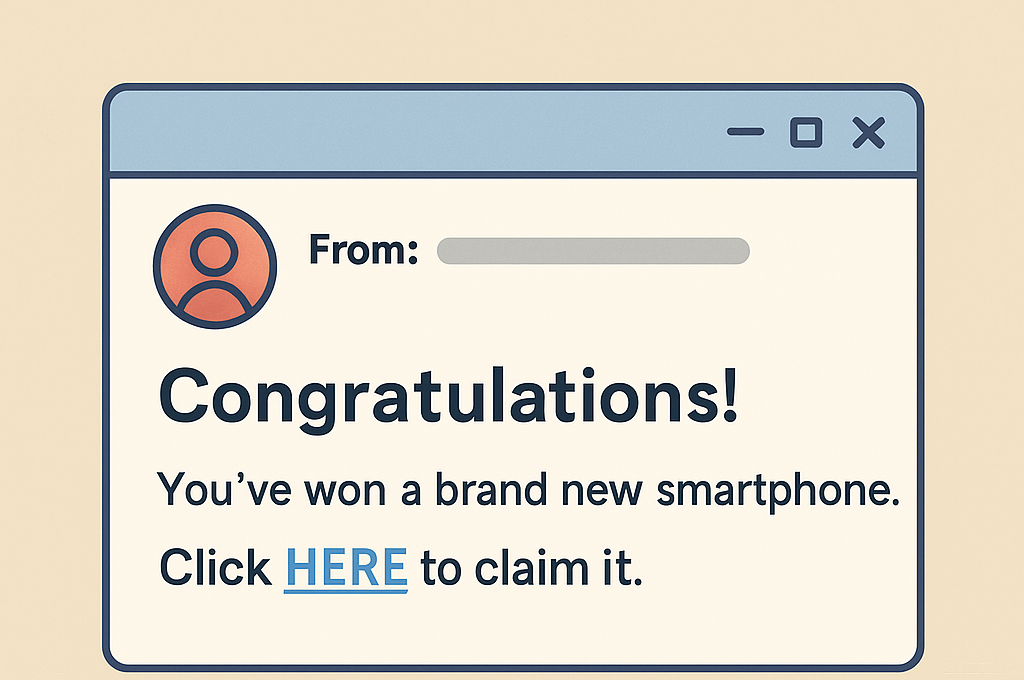 From:
Congratulations!
You’ve won a brand new smartphone.
Click HERE to claim it.